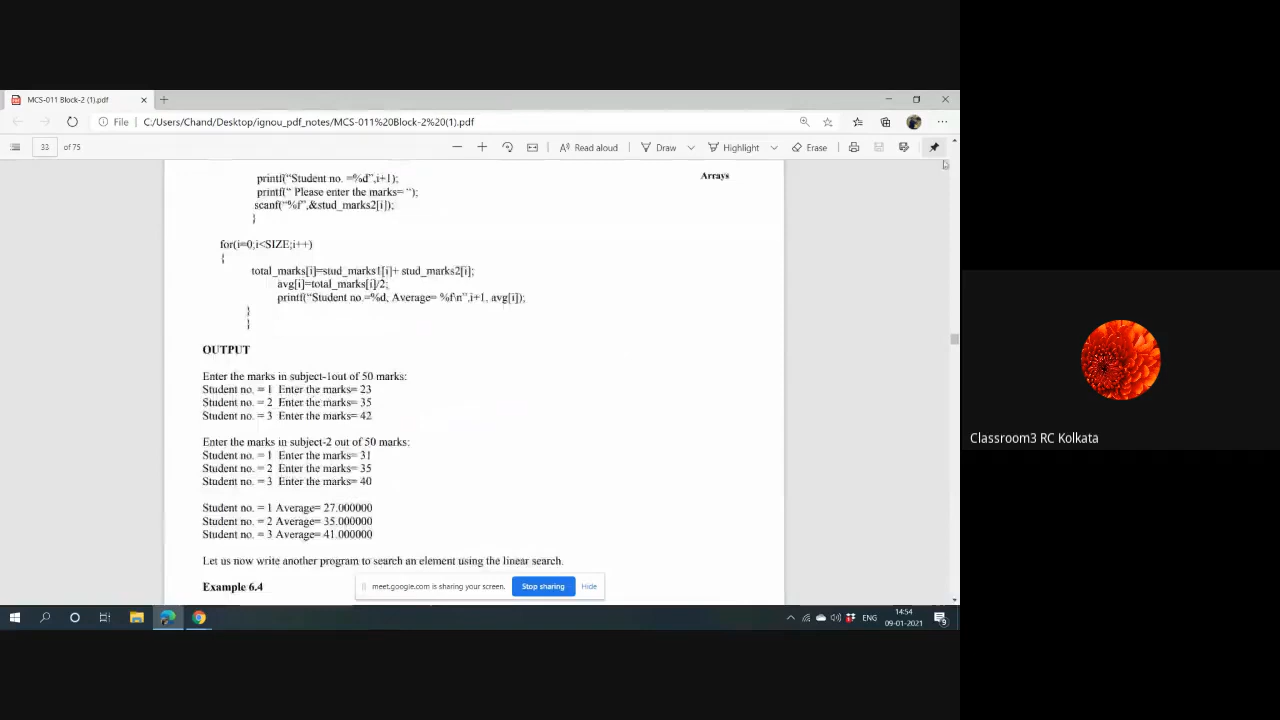 MCS-011 Block-2 (1).pdf
File C:/Users/Chand/Desktop/ignou_pdf_notes/MCS-011%20Block-2%20(1).pdf
33 of 75 Read aloud Draw Highlight Erase
Arrays
printf("Student no. =%d",i+1);
printf(" Please enter the marks= ");
scanf("%f",&stud_marks2[i]);
}
for(i=0;i<SIZE;i++)
{
total_marks[i]=stud_marks1[i]+ stud_marks2[i];
avg[i]=total_marks[i]/2;
printf("Student no.=%d, Average= %f\n",i+1, avg[i]);
}
}
OUTPUT
Enter the marks in subject-1out of 50 marks:
Student no. = 1 Enter the marks= 23
Student no. = 2 Enter the marks= 35
Student no. = 3 Enter the marks= 42
Enter the marks in subject-2 out of 50 marks:
Student no. = 1 Enter the marks= 31
Student no. = 2 Enter the marks= 35
Student no. = 3 Enter the marks= 40
Student no. = 1 Average= 27.000000
Student no. = 2 Average= 35.000000
Student no. = 3 Average= 41.000000
Let us now write another program to search an element using the linear search.
Example 6.4
meet.google.com is sharing your screen. Stop sharing Hide
ENG 14:54
09-01-2021
Classroom3 RC Kolkata